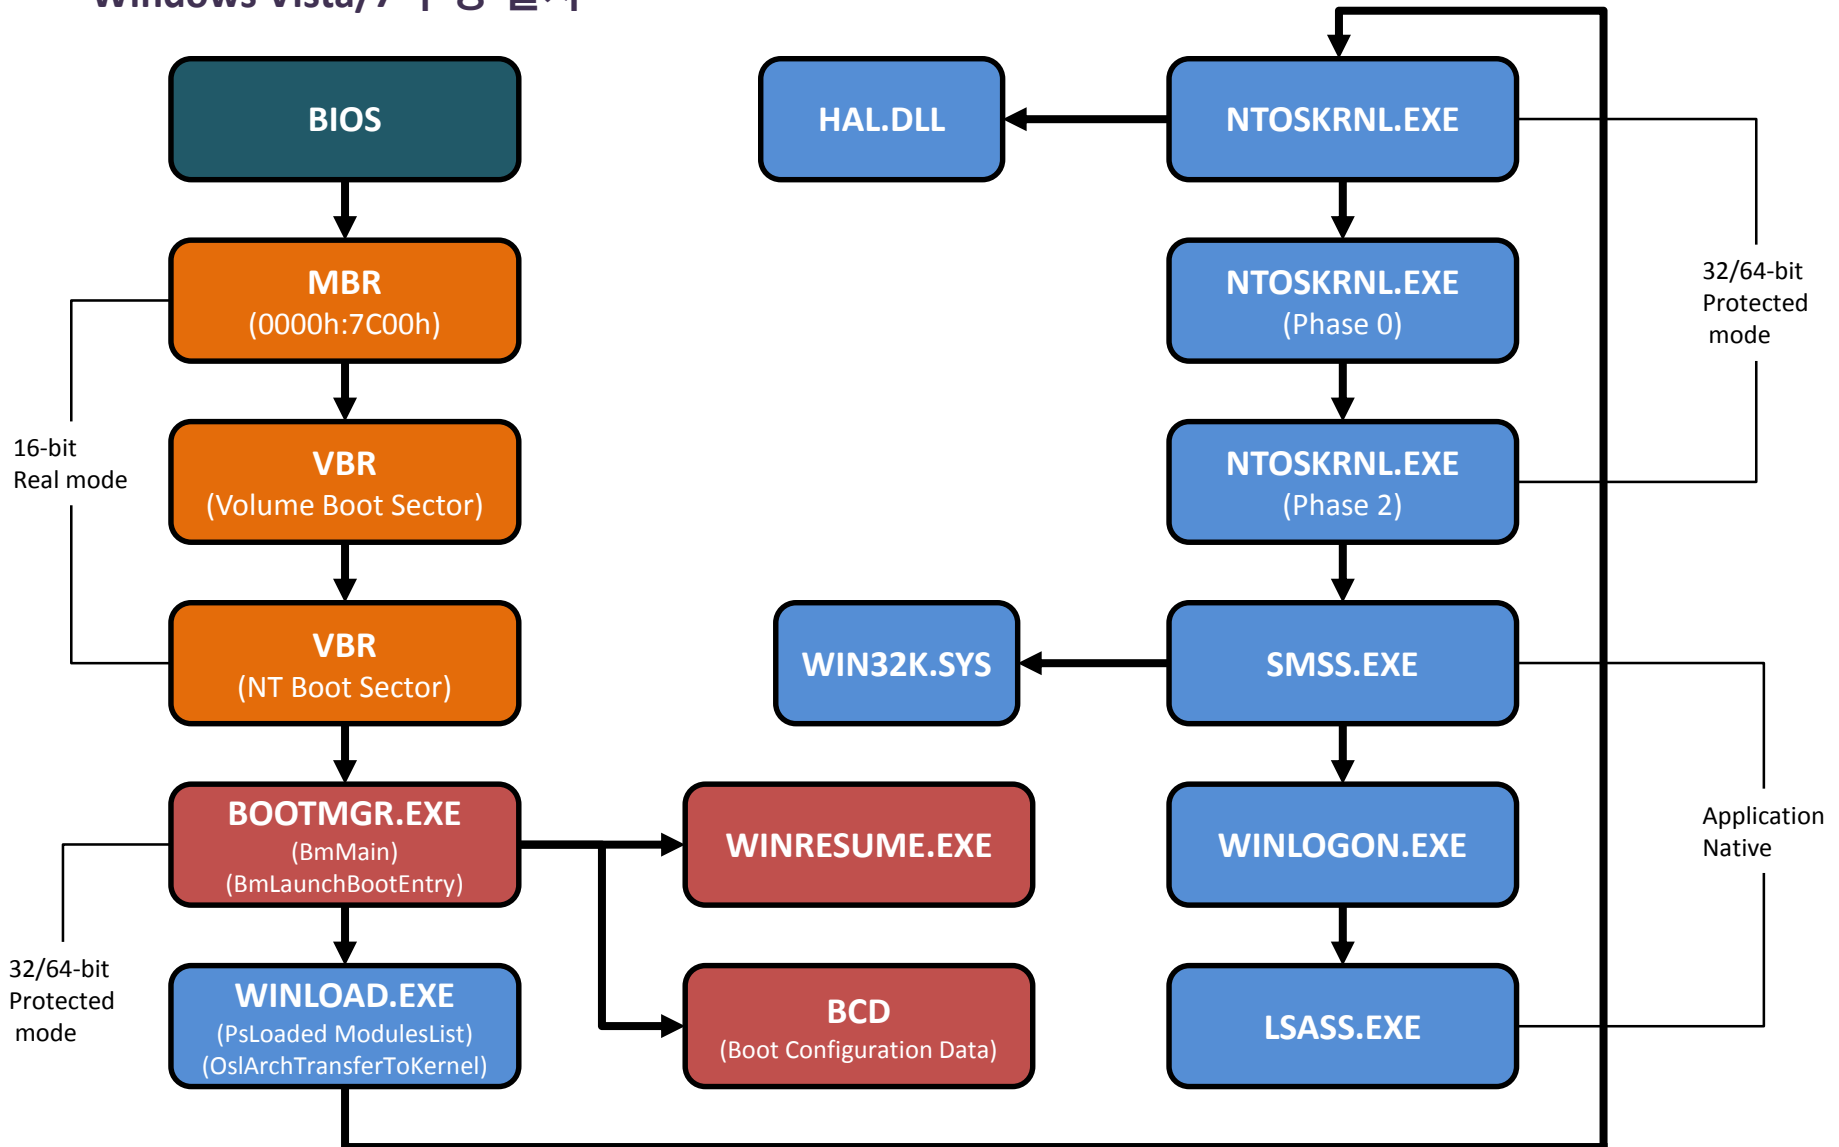 Windows Vista/7
BIOS
MBR
(0000h:7C00h)
16-bit
Real mode
VBR
(Volume Boot Sector)
VBR
(NT Boot Sector)
BOOTMGR.EXE
(BmMain)
(BmLaunchBootEntry)
WINRESUME.EXE
32/64-bit
Protected
mode
WINLOAD.EXE
(PsLoaded ModulesList)
(OslArchTransferToKernel)
BCD
(Boot Configuration Data)
HAL.DLL
NTOSKRNL.EXE
NTOSKRNL.EXE
(Phase 0)
32/64-bit
Protected
mode
NTOSKRNL.EXE
(Phase 2)
WIN32K.SYS
SMSS.EXE
WINLOGON.EXE
Application
Native
LSASS.EXE